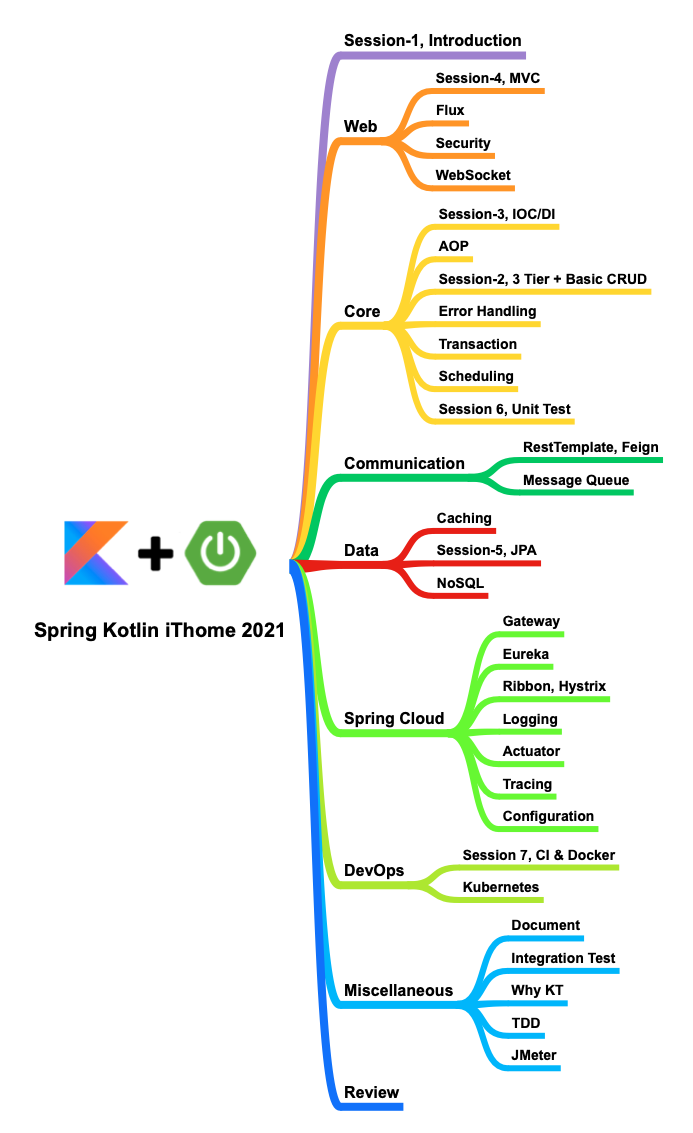 Session-1, Introduction
Web
Session-4, MVC
Flux
Security
WebSocket
Core
Session-3, IOC/DI
AOP
Session-2, 3 Tier + Basic CRUD
Error Handling
Transaction
Scheduling
Session 6, Unit Test
Communication
RestTemplate, Feign
Message Queue
Data
Caching
Session-5, JPA
NoSQL
Spring Kotlin iThome 2021
Spring Cloud
Gateway
Eureka
Ribbon, Hystrix
Logging
Actuator
Tracing
Configuration
DevOps
Session 7, CI & Docker
Kubernetes
Miscellaneous
Document
Integration Test
Why KT
TDD
JMeter
Review